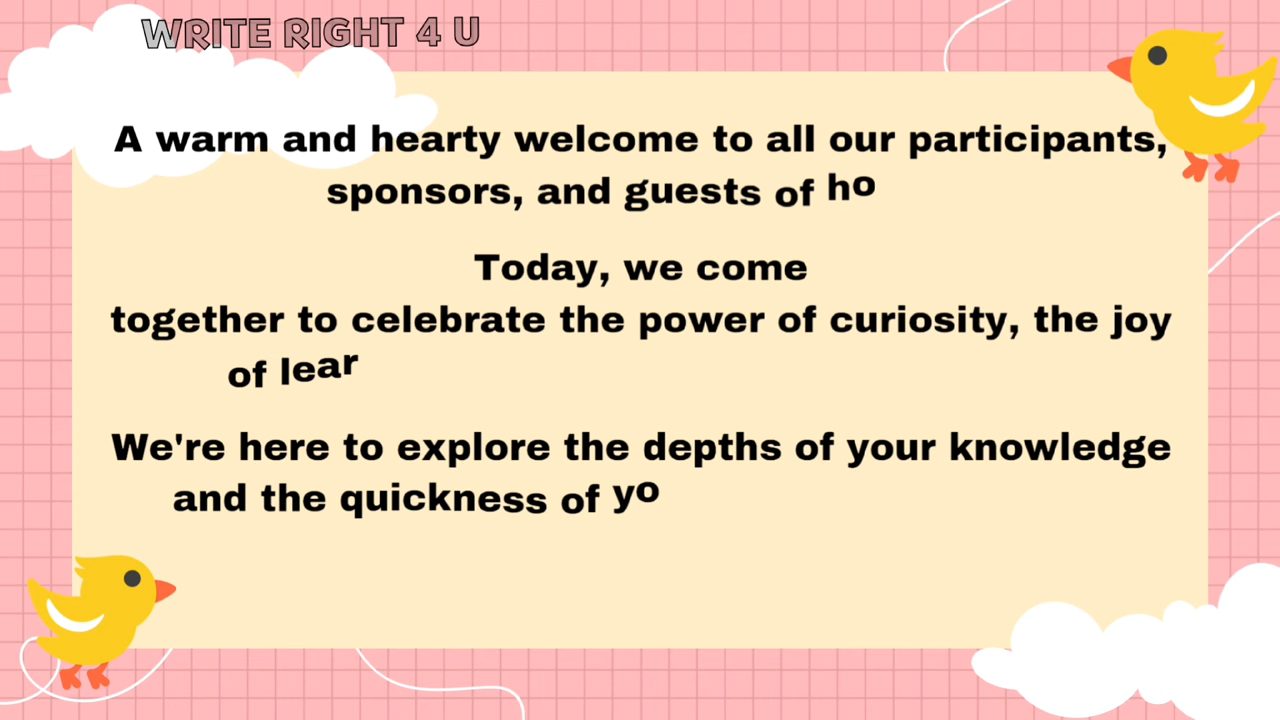 WRITE RIGHT 4 U
A warm and hearty welcome to all our participants,
sponsors, and guests of ho
Today, we come
together to celebrate the power of curiosity, the joy
of lear
We're here to explore the depths of your knowledge
and the quickness of yo